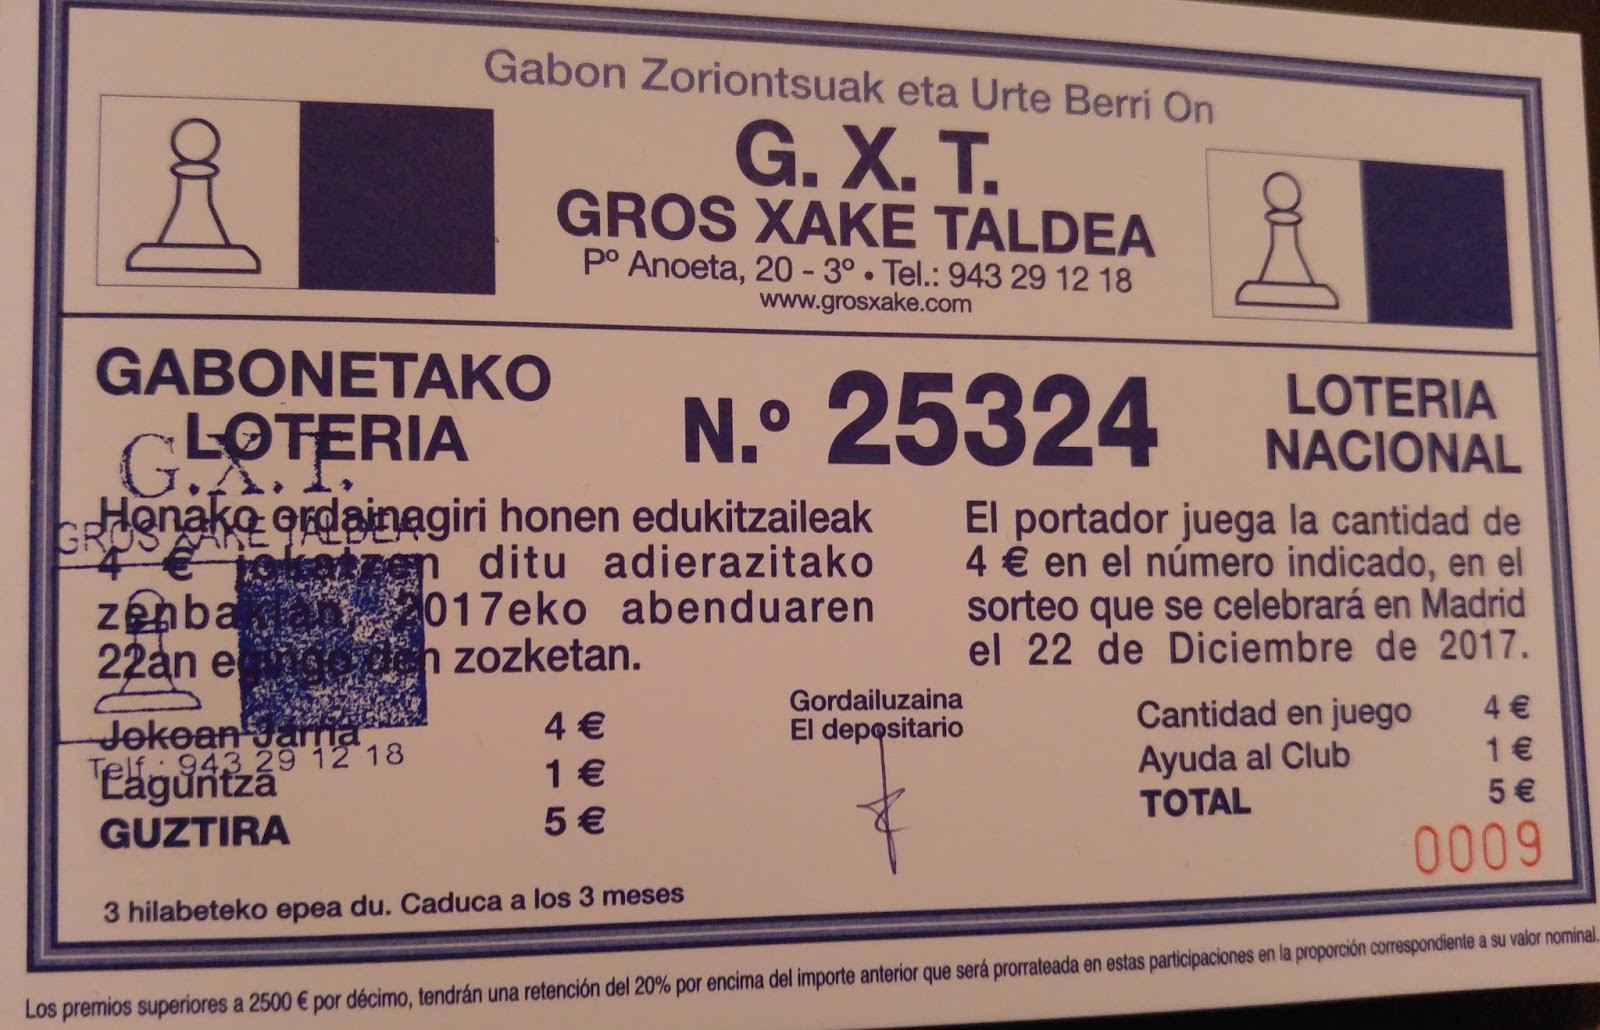 Gabon Zoriontsuak eta Urte Berri On
G. X. T.
GROS XAKE TALDEA
Pº Anoeta, 20 - 3º • Tel.: 943 29 12 18
www.grosxake.com
GABONETAKO
LOTERIA
N.º 25324
LOTERIA
NACIONAL
G.X.T.
GROS XAKE TALDEA
Telf.: 943 29 12 18
Honako ordainagiri honen edukitzaileak
4 € jokatzen ditu adierazitako
zenbakian, 2017eko abenduaren
22an egingo den zozketan.
El portador juega la cantidad de
4 € en el número indicado, en el
sorteo que se celebrará en Madrid
el 22 de Diciembre de 2017.
Jokoan Jarria 4 €
Laguntza 1 €
GUZTIRA 5 €
Gordailuzaina
El depositario
Cantidad en juego 4 €
Ayuda al Club 1 €
TOTAL 5 €
0009
3 hilabeteko epea du. Caduca a los 3 meses
Los premios superiores a 2500 € por décimo, tendrán una retención del 20% por encima del importe anterior que será prorrateada en estas participaciones en la proporción correspondiente a su valor nominal.